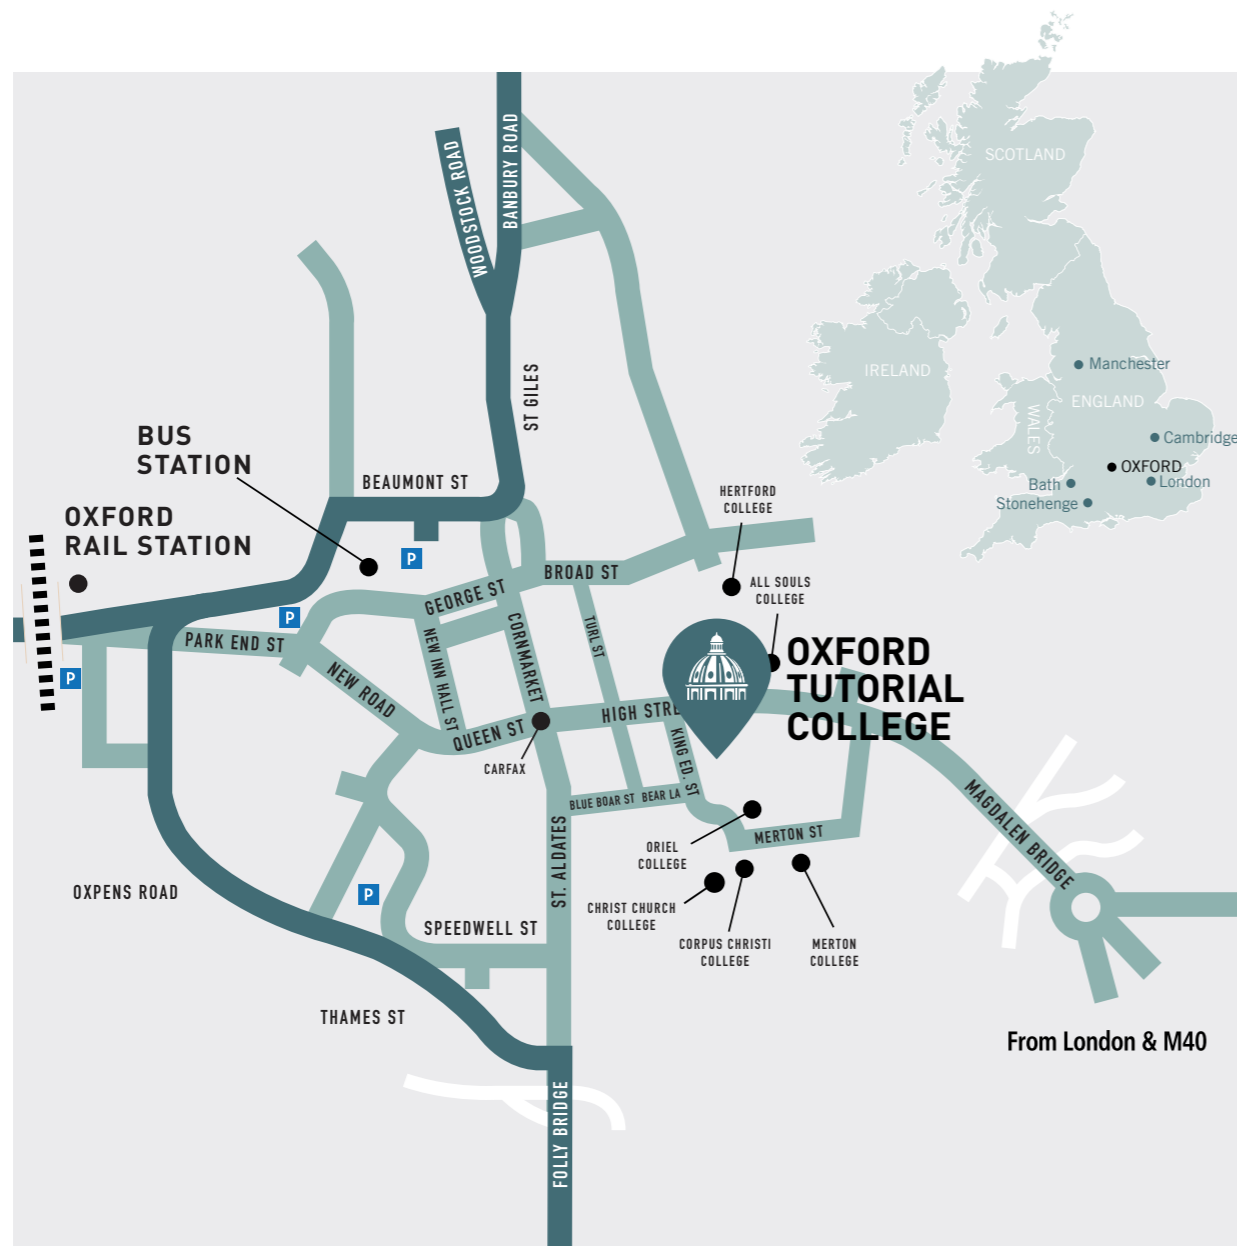 SCOTLAND
IRELAND
Manchester
ENGLAND
WALES
Cambridge
OXFORD
London
Bath
Stonehenge
WOODSTOCK ROAD
BANBURY ROAD
ST GILES
BUS
STATION
BEAUMONT ST
OXFORD
RAIL STATION
HERTFORD
COLLEGE
P
BROAD ST
ALL SOULS
COLLEGE
GEORGE ST
P
PARK END ST
CORNMARKET
TURL ST
NEW INN HALL ST
P
NEW ROAD
OXFORD
TUTORIAL
COLLEGE
HIGH STRE
QUEEN ST
CARFAX
KING ED. ST
BLUE BOAR ST
BEAR LA
MAGDALEN BRIDGE
MERTON ST
ORIEL
COLLEGE
ST. ALDATES
OXPENS ROAD
P
CHRIST CHURCH
COLLEGE
SPEEDWELL ST
CORPUS CHRISTI
COLLEGE
MERTON
COLLEGE
THAMES ST
From London & M40
FOLLY BRIDGE